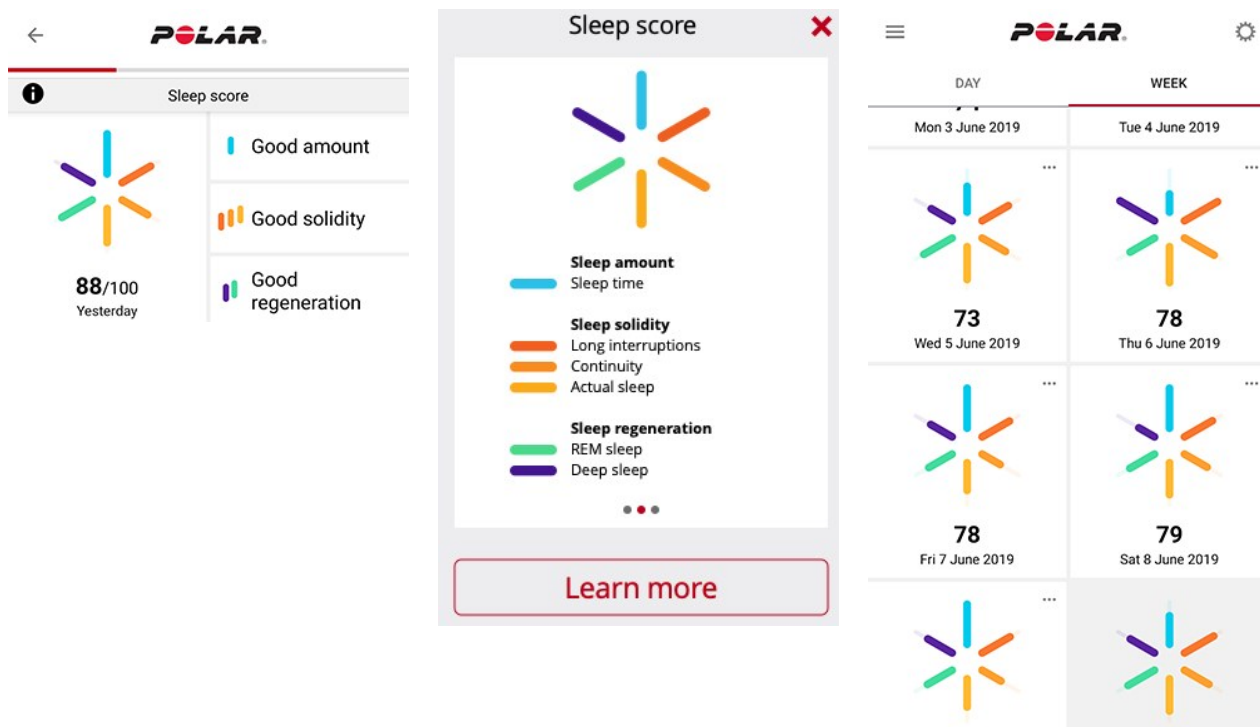 POLAR
Sleep score
Good amount
Good solidity
Good
regeneration
88/100
Yesterday
Sleep score
Sleep amount
Sleep time
Sleep solidity
Long interruptions
Continuity
Actual sleep
Sleep regeneration
REM sleep
Deep sleep
Learn more
POLAR
DAY
WEEK
Mon 3 June 2019
Tue 4 June 2019
73
Wed 5 June 2019
78
Thu 6 June 2019
78
Fri 7 June 2019
79
Sat 8 June 2019